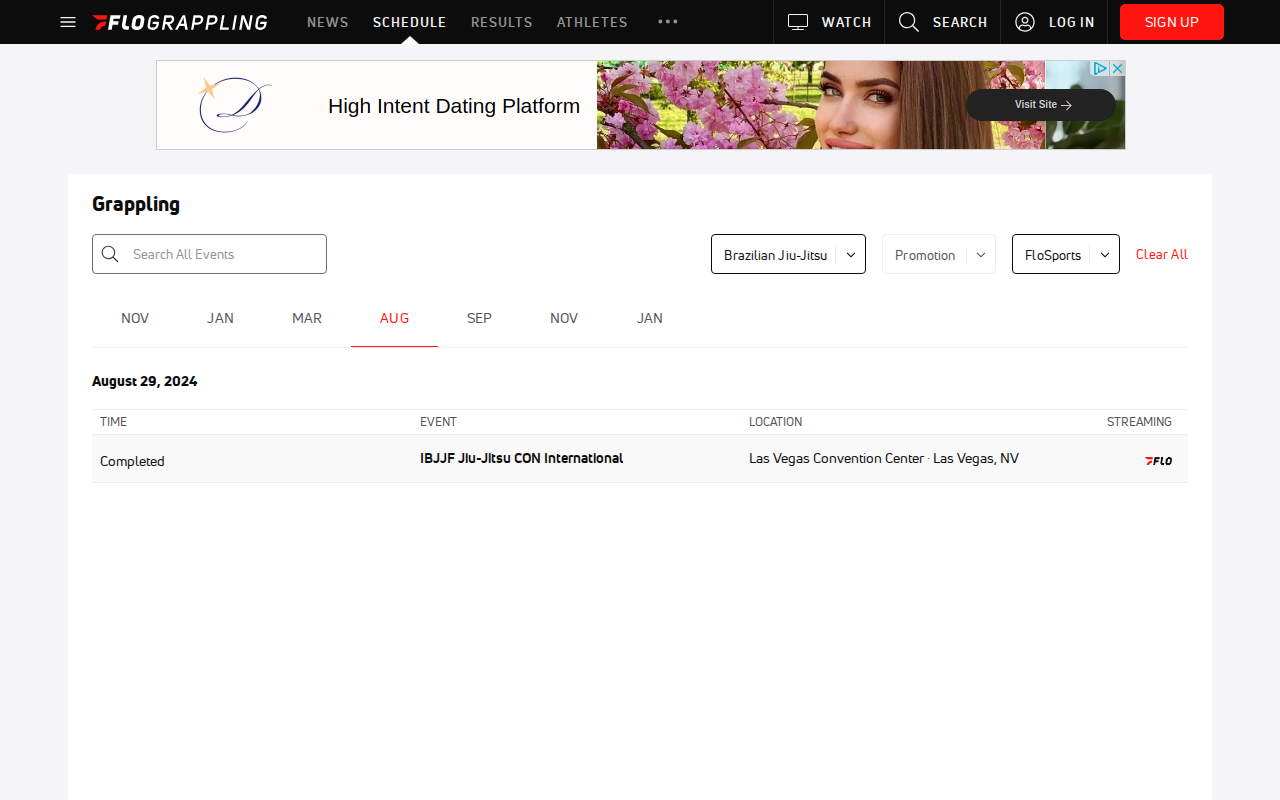 FLOGRAPPLING NEWS SCHEDULE RESULTS ATHLETES ••• WATCH SEARCH LOG IN SIGN UP
D High Intent Dating Platform Visit Site →
Grappling
Search All Events Brazilian Jiu-Jitsu Promotion FloSports Clear All
NOV JAN MAR AUG SEP NOV JAN
August 29, 2024
TIME EVENT LOCATION STREAMING
Completed IBJJF Jiu-Jitsu CON International Las Vegas Convention Center · Las Vegas, NV FLO